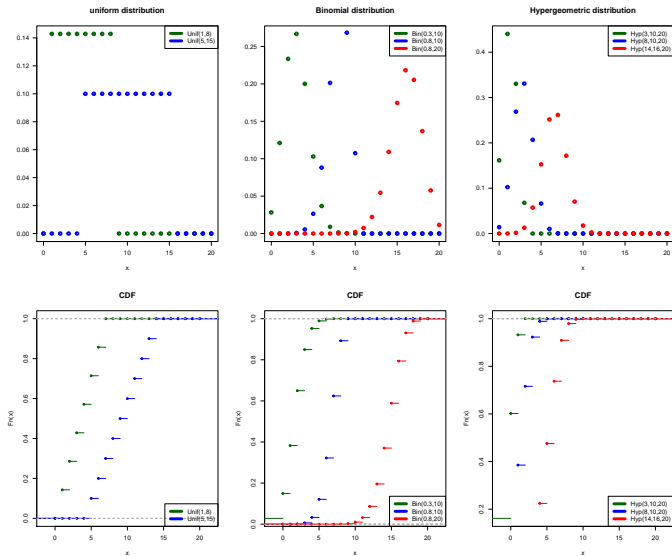 uniform distribution
Unif(1,8)
Unif(5,15)
0.14
0.12
0.10
0.08
0.06
0.04
0.02
0.00
0 5 10 15 20
x
Binomial distribution
Bin(0.3,10)
Bin(0.8,10)
Bin(0.8,20)
0.25
0.20
0.15
0.10
0.05
0.00
0 5 10 15 20
x
Hypergeometric distribution
Hyp(3,10,20)
Hyp(8,10,20)
Hyp(14,16,20)
0.4
0.3
0.2
0.1
0.0
0 5 10 15 20
x
CDF
Fn(x)
1.0
0.8
0.6
0.4
0.2
0.0
Unif(1,8)
Unif(5,15)
0 5 10 15 20
x
CDF
Fn(x)
1.0
0.8
0.6
0.4
0.2
0.0
Bin(0.3,10)
Bin(0.8,10)
Bin(0.8,20)
0 5 10 15 20
x
CDF
Fn(x)
1.0
0.8
0.6
0.4
0.2
Hyp(3,10,20)
Hyp(8,10,20)
Hyp(14,16,20)
0 5 10 15 20
x